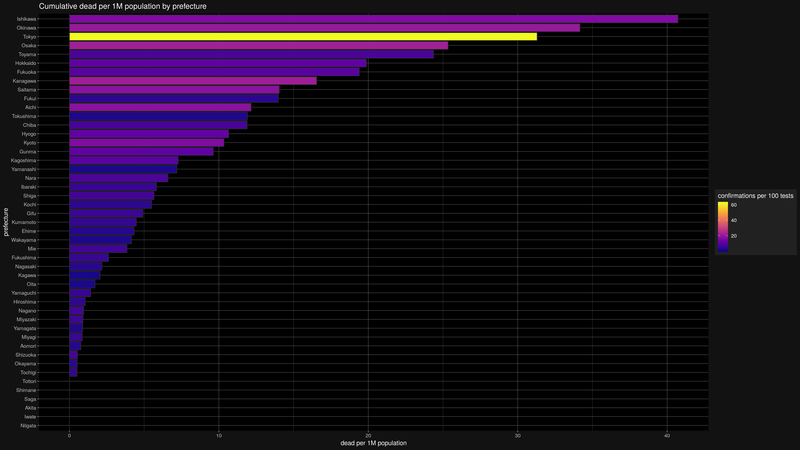 Cumulative dead per 1M population by prefecture
prefecture
Ishikawa
Okinawa
Tokyo
Osaka
Toyama
Hokkaido
Fukuoka
Kanagawa
Saitama
Fukui
Aichi
Tokushima
Chiba
Hyogo
Kyoto
Gunma
Kagoshima
Yamanashi
Nara
Ibaraki
Shiga
Kochi
Gifu
Kumamoto
Ehime
Wakayama
Mie
Fukushima
Nagasaki
Kagawa
Oita
Yamaguchi
Hiroshima
Nagano
Miyazaki
Yamagata
Miyagi
Aomori
Shizuoka
Okayama
Tochigi
Tottori
Shimane
Saga
Akita
Iwate
Niigata
0 10 20 30 40
dead per 1M population
confirmations per 100 tests
60
40
20